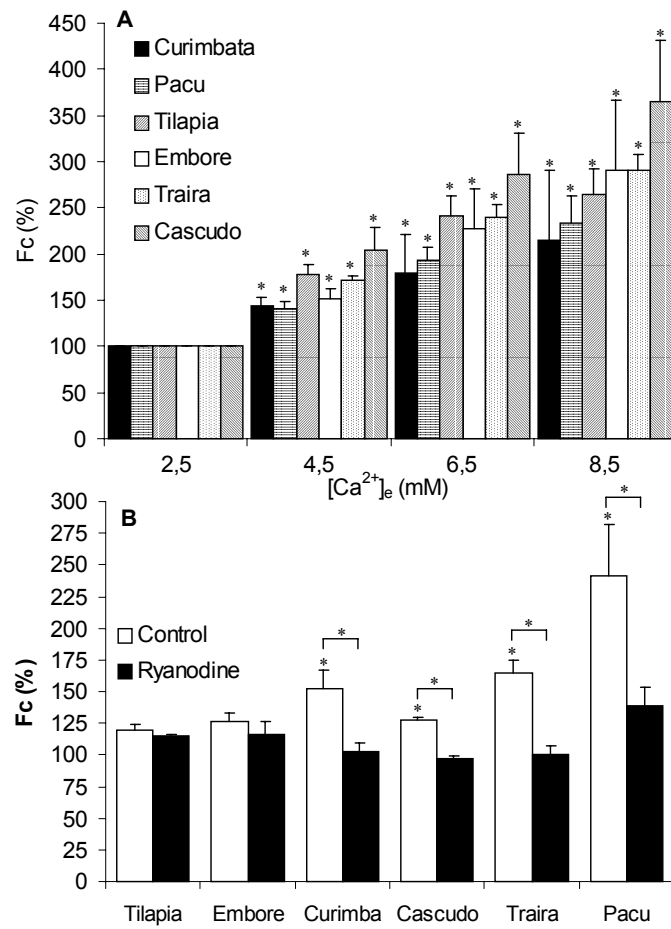 A
450
400
350
300
250
200
150
100
50
0
Fc (%)
Curimbata
Pacu
Tilapia
Embore
Traira
Cascudo
* * * * * *
* * * * * *
* * * * * *
2,5 4,5 6,5 8,5
[Ca²⁺]ₑ (mM)
B
300
275
250
225
200
175
150
125
100
75
50
25
0
Fc (%)
Control
Ryanodine
* *
* *
* *
* *
Tilapia Embore Curimba Cascudo Traira Pacu